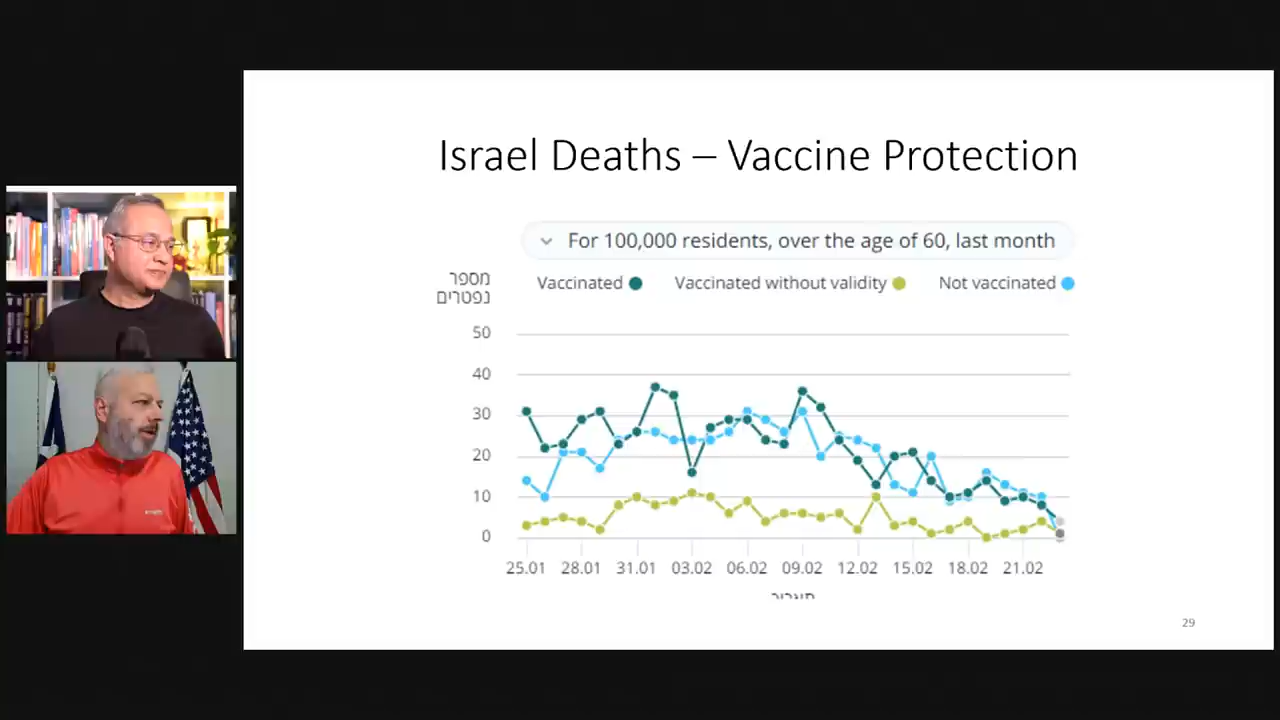 Israel Deaths – Vaccine Protection
For 100,000 residents, over the age of 60, last month
מספר
נפטרים
Vaccinated
Vaccinated without validity
Not vaccinated
50
40
30
20
10
0
25.01 28.01 31.01 03.02 06.02 09.02 12.02 15.02 18.02 21.02
29